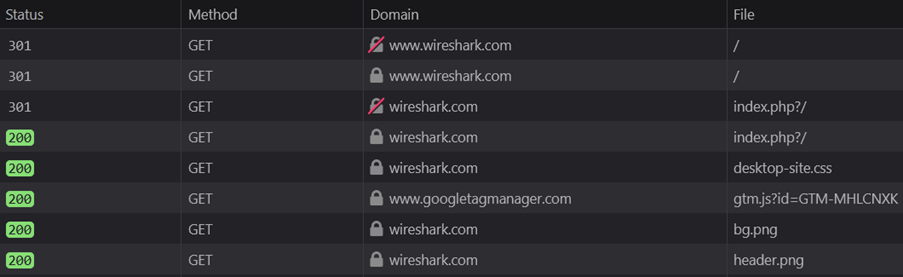 Status Method Domain File
301 GET www.wireshark.com /
301 GET www.wireshark.com /
301 GET wireshark.com index.php?/
200 GET wireshark.com index.php?/
200 GET wireshark.com desktop-site.css
200 GET www.googletagmanager.com gtm.js?id=GTM-MHLCNXK
200 GET wireshark.com bg.png
200 GET wireshark.com header.png